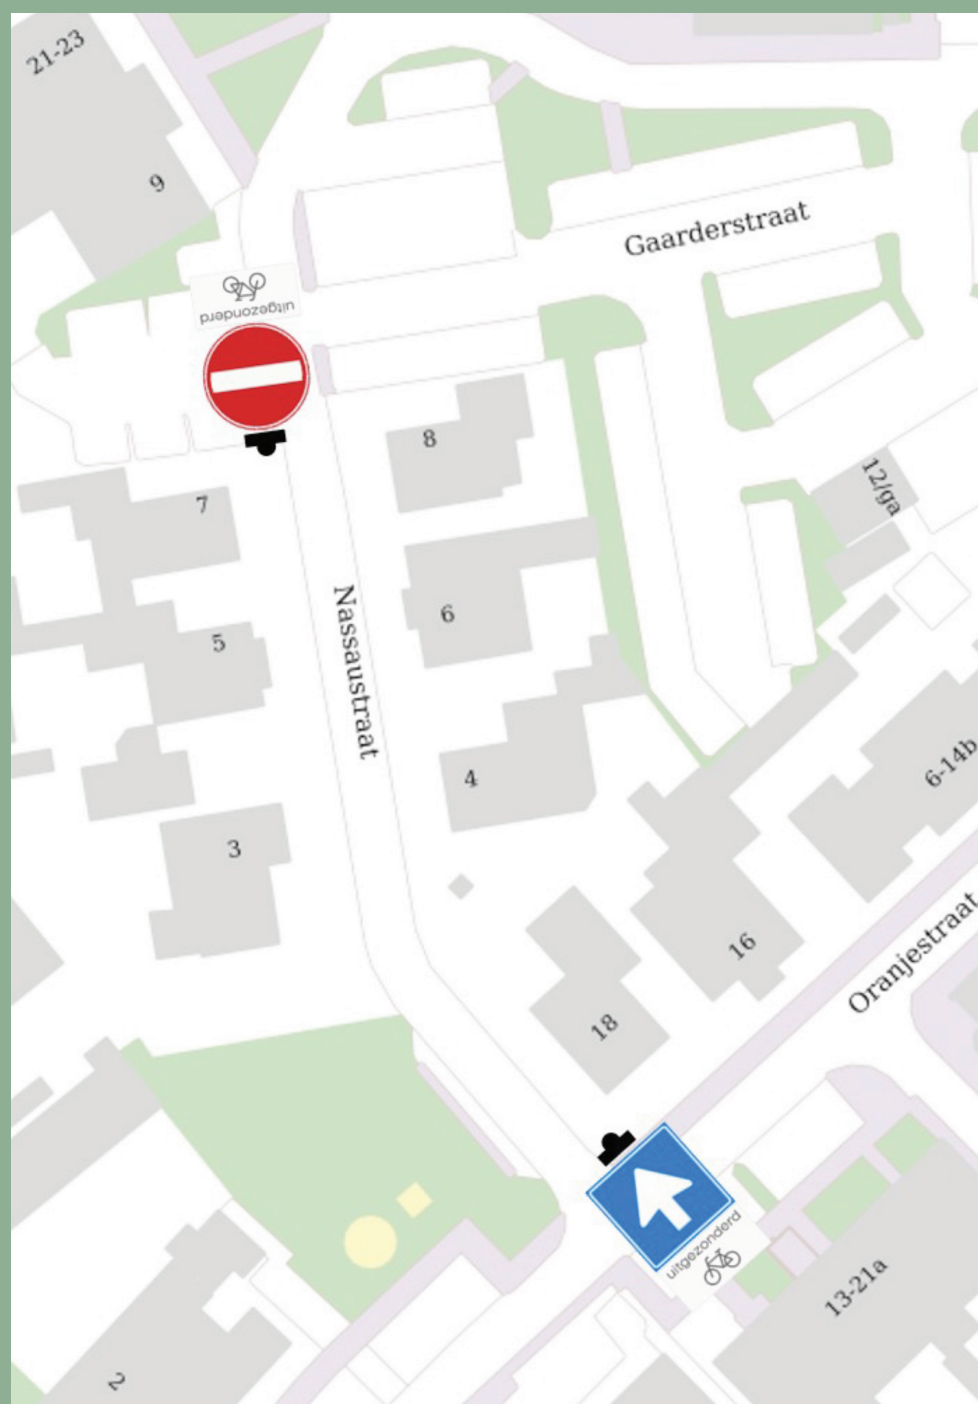 21-23
9
Gaarderstraat
uitgezonderd
8
12/ga
7
6
5
Nassaustraat
4
6-14b
3
16
Oranjestraat
18
uitgezonderd
13-21a
2